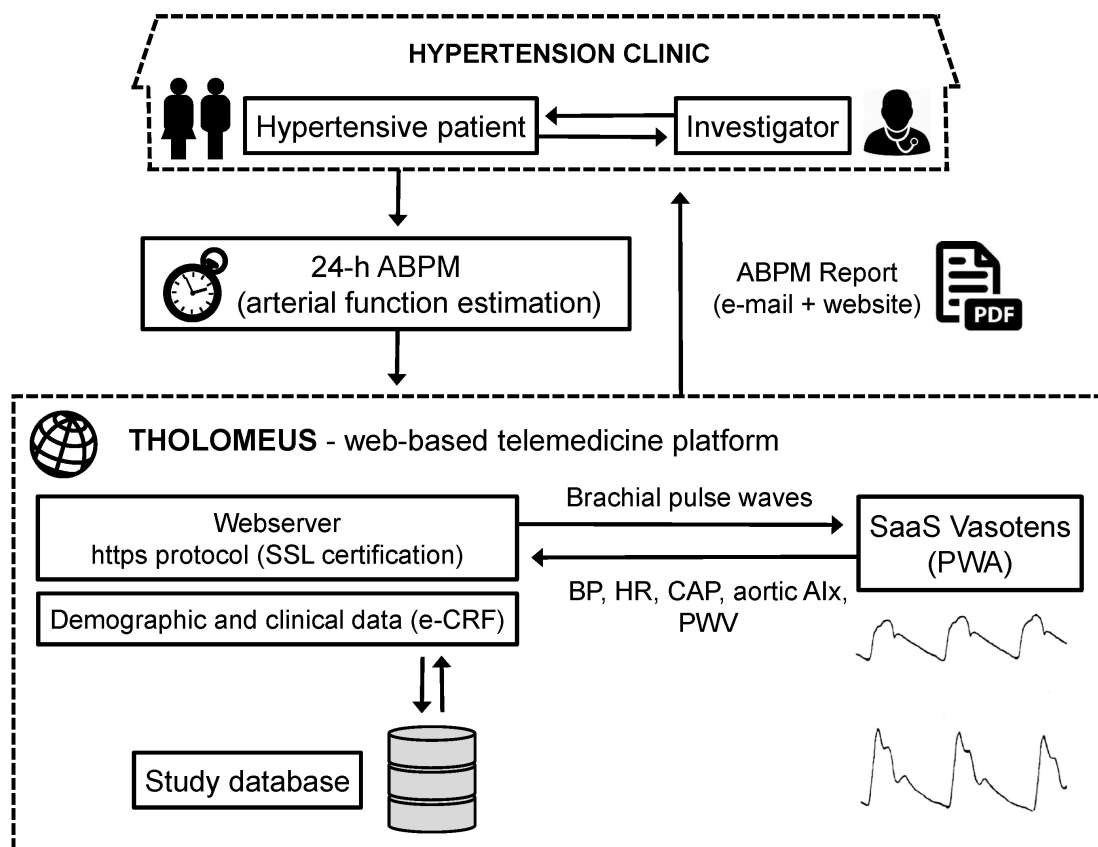 HYPERTENSION CLINIC
Hypertensive patient
Investigator
24-h ABPM
(arterial function estimation)
ABPM Report
(e-mail + website)
PDF
THOLOMEUS - web-based telemedicine platform
Webserver
https protocol (SSL certification)
Brachial pulse waves
SaaS Vasotens
(PWA)
BP, HR, CAP, aortic AIx,
PWV
Demographic and clinical data (e-CRF)
Study database